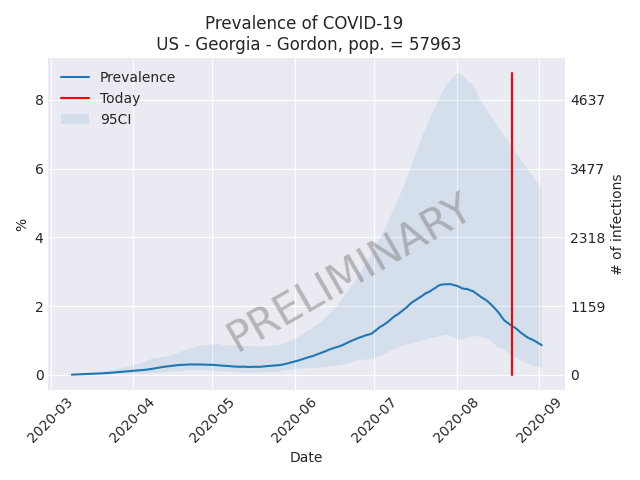 Prevalence of COVID-19
US - Georgia - Gordon, pop. = 57963
Prevalence
Today
95CI
PRELIMINARY
%
8
6
4
2
0
4637
3477
2318
1159
0
# of infections
2020-03
2020-04
2020-05
2020-06
2020-07
2020-08
2020-09
Date